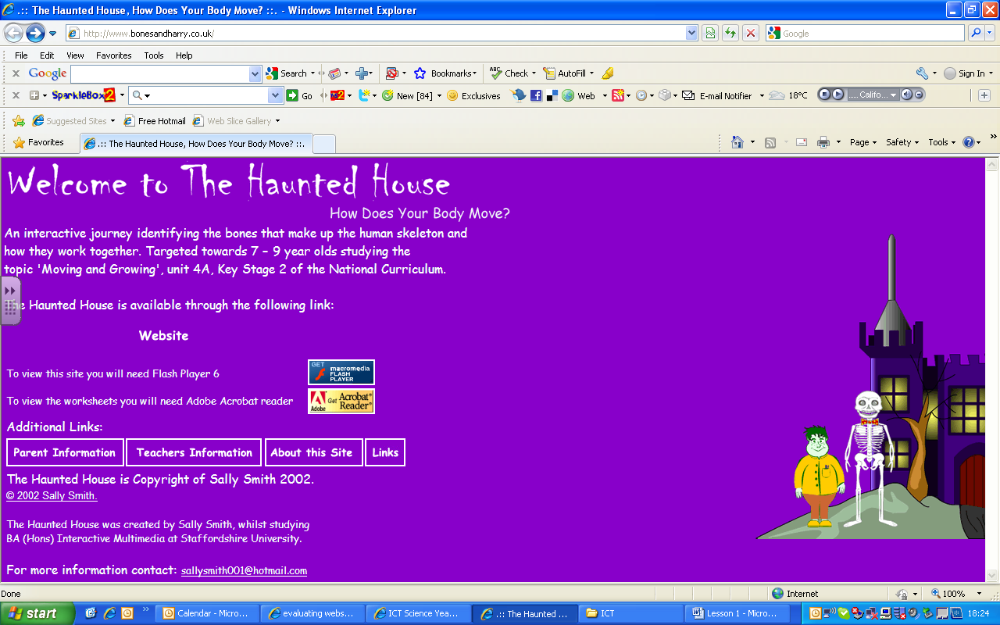 .:: The Haunted House, How Does Your Body Move? ::. - Windows Internet Explorer
http://www.bonesandharry.co.uk/
Google
File Edit View Favorites Tools Help
Google Search Bookmarks Check AutoFill Sign In
SparkleBox2 Go New [84] Exclusives Web E-mail Notifier 18°C ..... Califo...
Suggested Sites Free Hotmail Web Slice Gallery
Favorites .:: The Haunted House, How Does Your Body Move? ::. Page Safety Tools
Welcome to The Haunted House
How Does Your Body Move?
An interactive journey identifying the bones that make up the human skeleton and
how they work together. Targeted towards 7 – 9 year olds studying the
topic 'Moving and Growing', unit 4A, Key Stage 2 of the National Curriculum.
The Haunted House is available through the following link:
Website
To view this site you will need Flash Player 6
GET macromedia FLASH PLAYER
To view the worksheets you will need Adobe Acrobat reader
Adobe Get Acrobat Reader
Additional Links:
Parent Information Teachers Information About this Site Links
The Haunted House is Copyright of Sally Smith 2002.
© 2002 Sally Smith.
The Haunted House was created by Sally Smith, whilst studying
BA (Hons) Interactive Multimedia at Staffordshire University.
For more information contact: sallysmith001@hotmail.com
Done Internet 100%
start Calendar - Micro... evaluating webs... ICT Science Yea... .:: The Haunted ... ICT Lesson 1 - Micro... 18:24